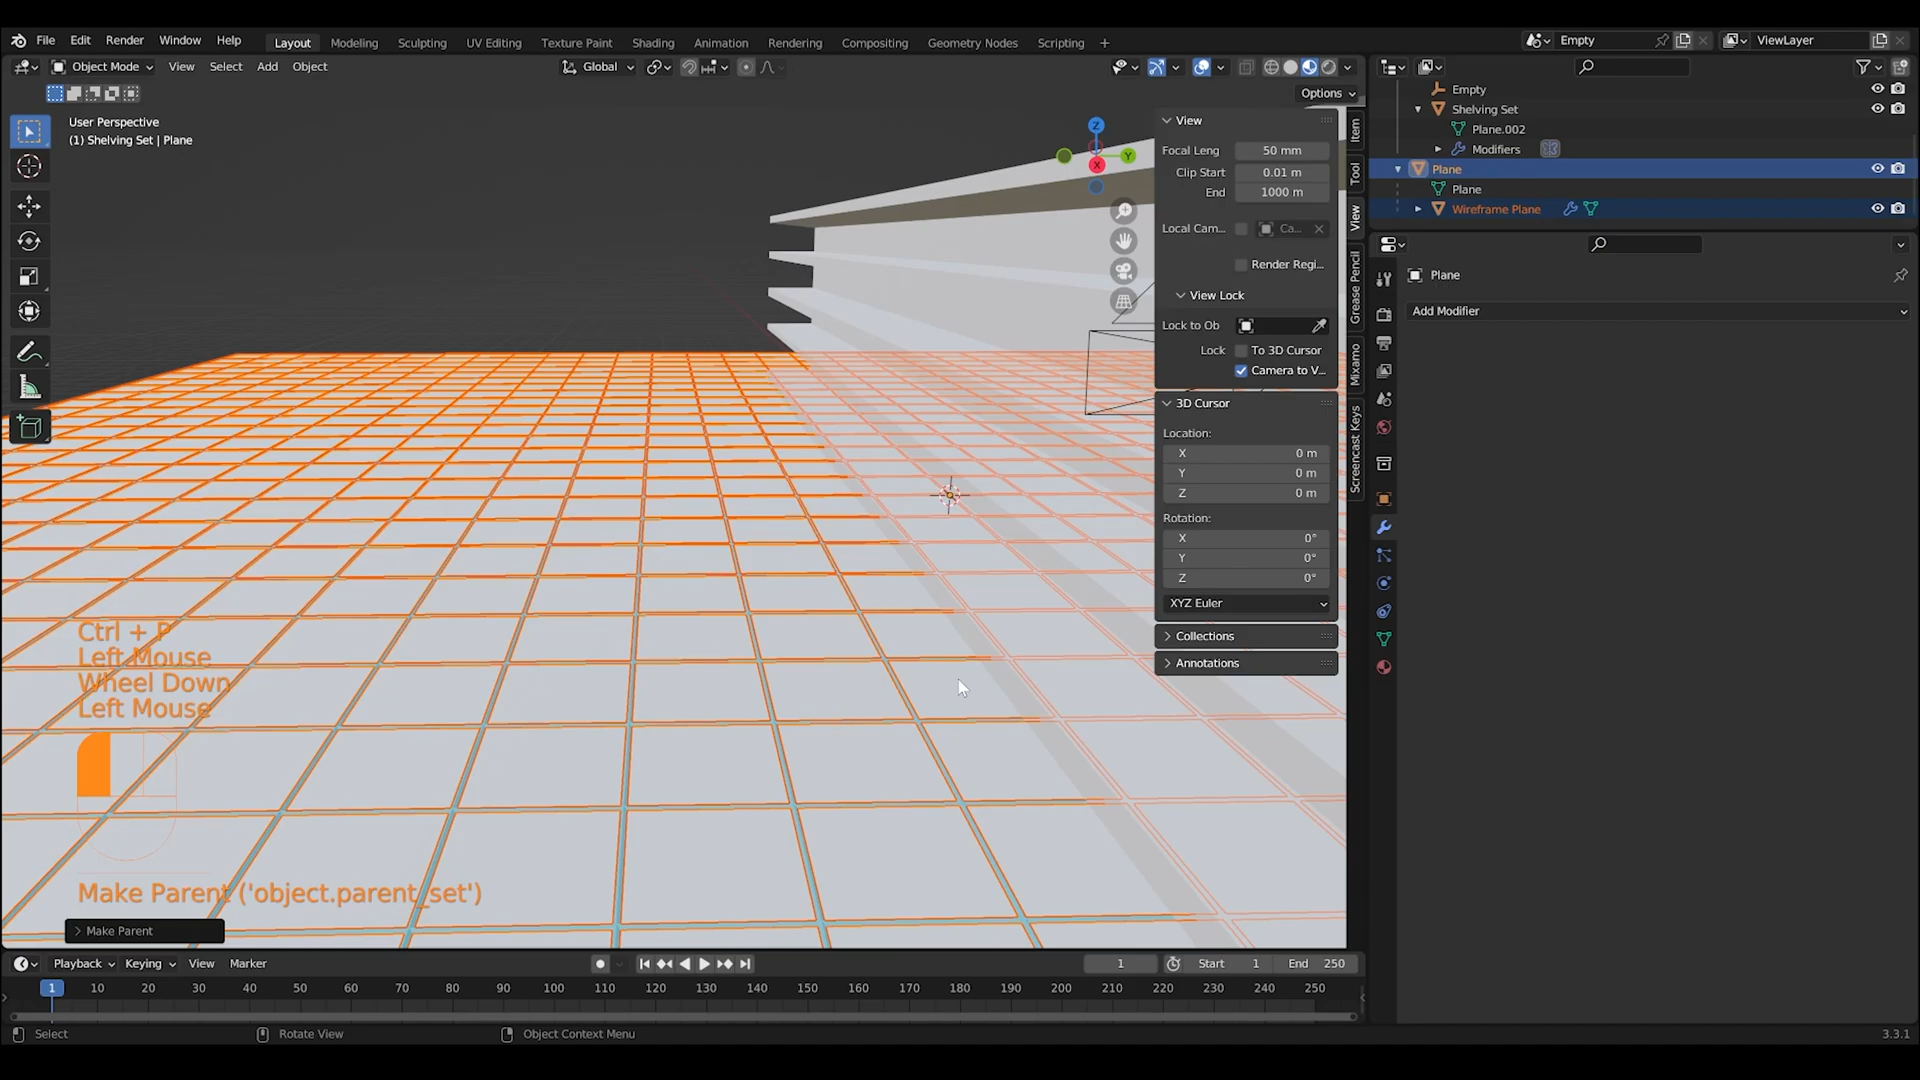 File Edit Render Window Help Layout Modeling Sculpting UV Editing Texture Paint Shading Animation Rendering Compositing Geometry Nodes Scripting + Empty ViewLayer
Object Mode View Select Add Object Global
Options
User Perspective
(1) Shelving Set | Plane
View
Focal Leng 50 mm
Clip Start 0.01 m
End 1000 m
Local Cam... Ca...
Render Regi...
View Lock
Lock to Ob
Lock To 3D Cursor
Camera to V...
3D Cursor
Location:
X 0 m
Y 0 m
Z 0 m
Rotation:
X 0°
Y 0°
Z 0°
XYZ Euler
Collections
Annotations
Item
Tool
View
Grease Pencil
Mixamo
Screencast Keys
Z
Y
X
Empty
Shelving Set
Plane.002
Modifiers
Plane
Plane
Wireframe Plane
Plane
Add Modifier
Ctrl + P
Left Mouse
Wheel Down
Left Mouse
Make Parent ('object.parent_set')
Make Parent
Playback Keying View Marker 1 Start 1 End 250
1 10 20 30 40 50 60 70 80 90 100 110 120 130 140 150 160 170 180 190 200 210 220 230 240 250
Select Rotate View Object Context Menu 3.3.1